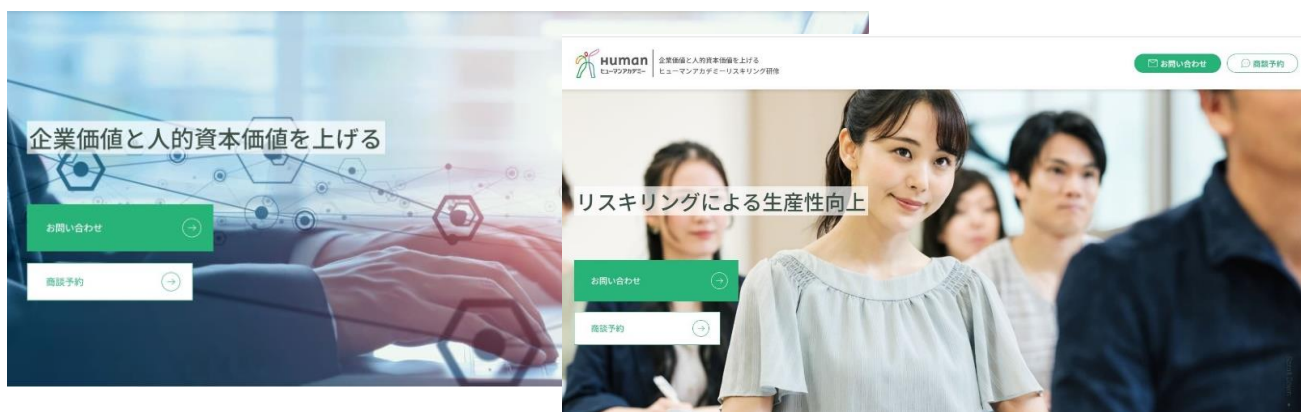 企業価値と人的資本価値を上げる
お問い合わせ
商談予約
Human
ヒューマンアカデミー
企業価値と人的資本価値を上げる
ヒューマンアカデミーリスキリング研修
お問い合わせ
商談予約
リスキリングによる生産性向上
お問い合わせ
商談予約